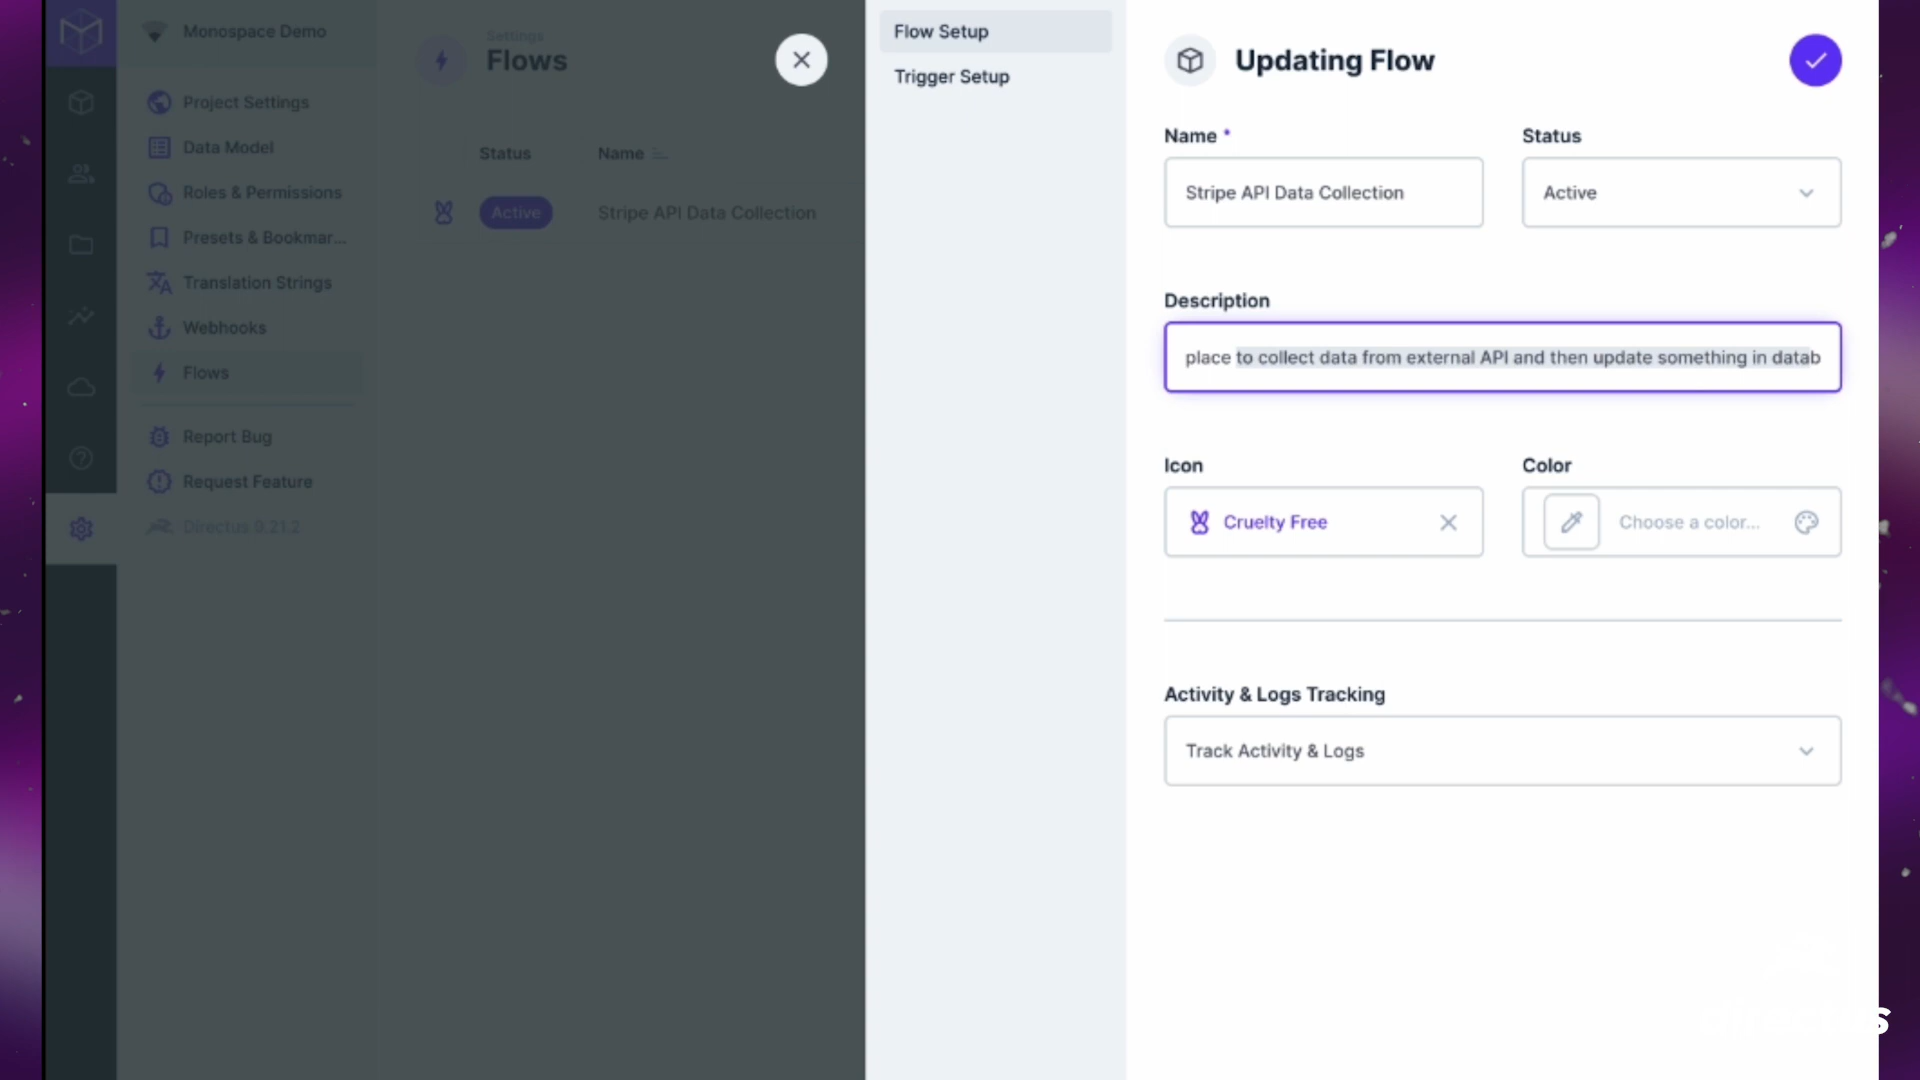 Monospace Demo
Project Settings
Data Model
Roles & Permissions
Presets & Bookmar...
Translation Strings
Webhooks
Flows
Report Bug
Request Feature
Directus 9.21.2
Settings
Flows
Status
Name
Active
Stripe API Data Collection
Flow Setup
Trigger Setup
Updating Flow
Name *
Status
Stripe API Data Collection
Active
Description
place to collect data from external API and then update something in datab
Icon
Color
Cruelty Free
Choose a color...
Activity & Logs Tracking
Track Activity & Logs
s